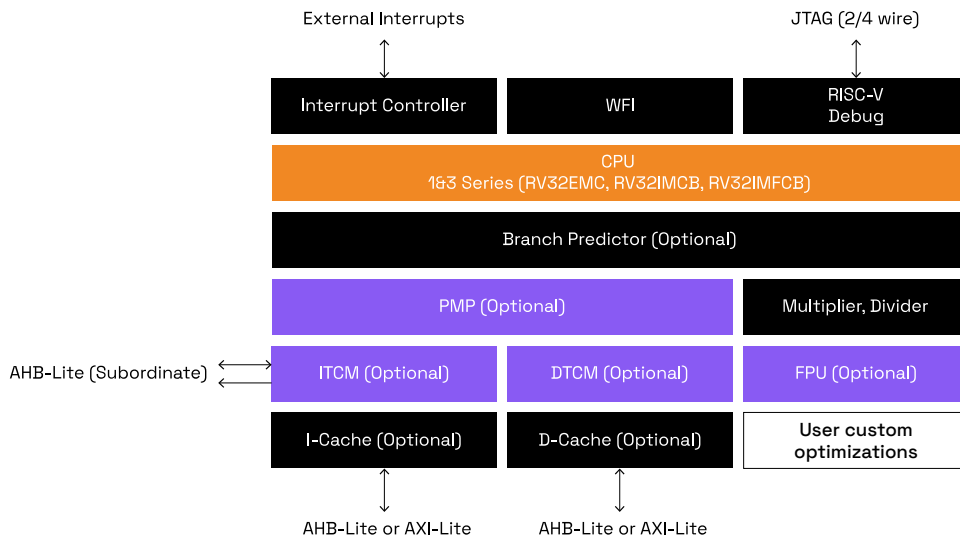 External Interrupts
JTAG (2/4 wire)
Interrupt Controller
WFI
RISC-V
Debug
CPU
1&3 Series (RV32EMC, RV32IMCB, RV32IMFCB)
Branch Predictor (Optional)
PMP (Optional)
Multiplier, Divider
AHB-Lite (Subordinate)
ITCM (Optional)
DTCM (Optional)
FPU (Optional)
I-Cache (Optional)
D-Cache (Optional)
User custom
optimizations
AHB-Lite or AXI-Lite
AHB-Lite or AXI-Lite